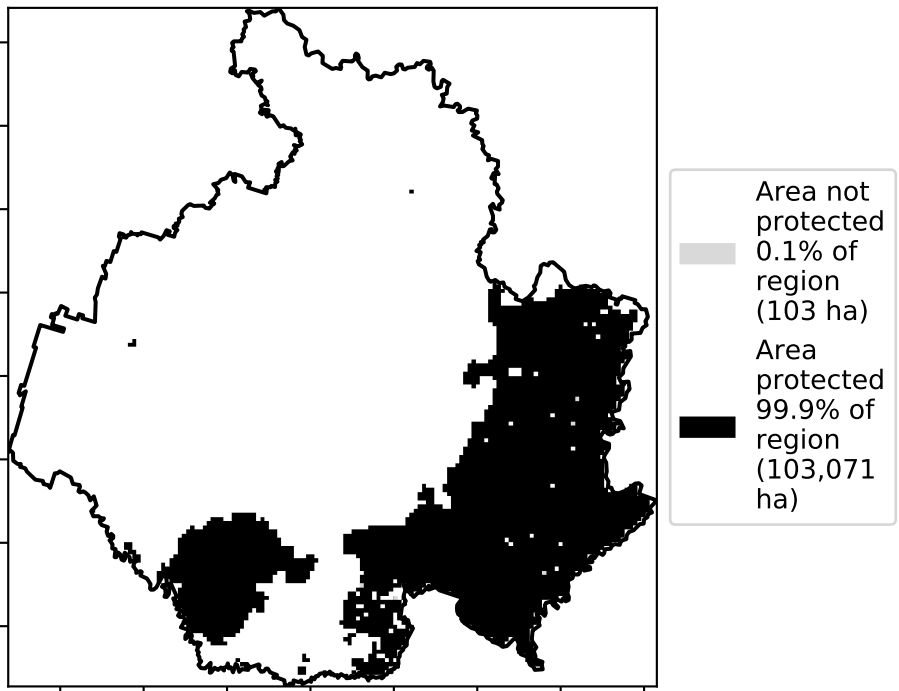 Area not
protected
0.1% of
region
(103 ha)
Area
protected
99.9% of
region
(103,071
ha)